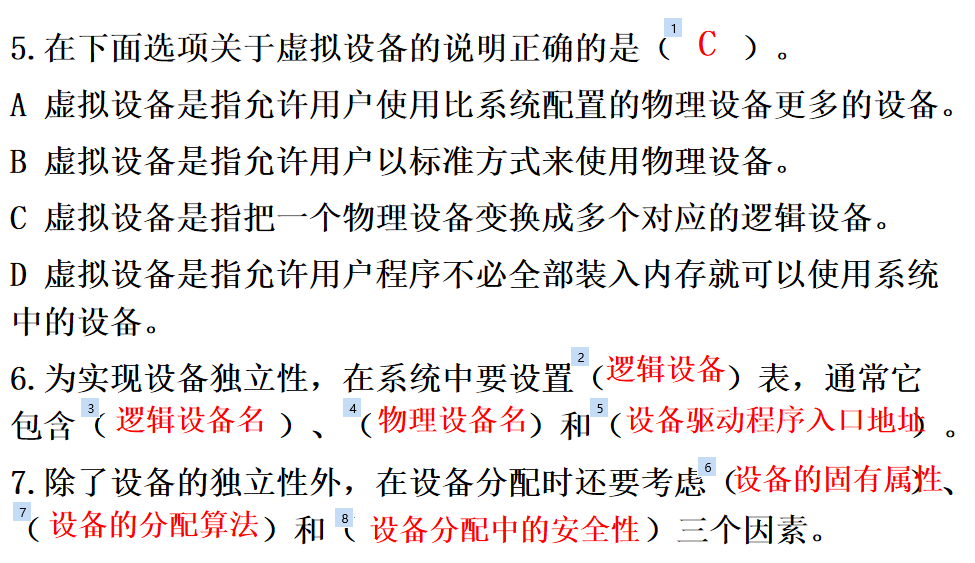 5.在下面选项关于虚拟设备的说明正确的是（1 C ）。
A 虚拟设备是指允许用户使用比系统配置的物理设备更多的设备。
B 虚拟设备是指允许用户以标准方式来使用物理设备。
C 虚拟设备是指把一个物理设备变换成多个对应的逻辑设备。
D 虚拟设备是指允许用户程序不必全部装入内存就可以使用系统
中的设备。
6.为实现设备独立性，在系统中要设置2（逻辑设备）表，通常它
包含3（逻辑设备名）、4（物理设备名）和5（设备驱动程序入口地址）。
7.除了设备的独立性外，在设备分配时还要考虑6（设备的固有属性）、
7（设备的分配算法）和8（设备分配中的安全性）三个因素。